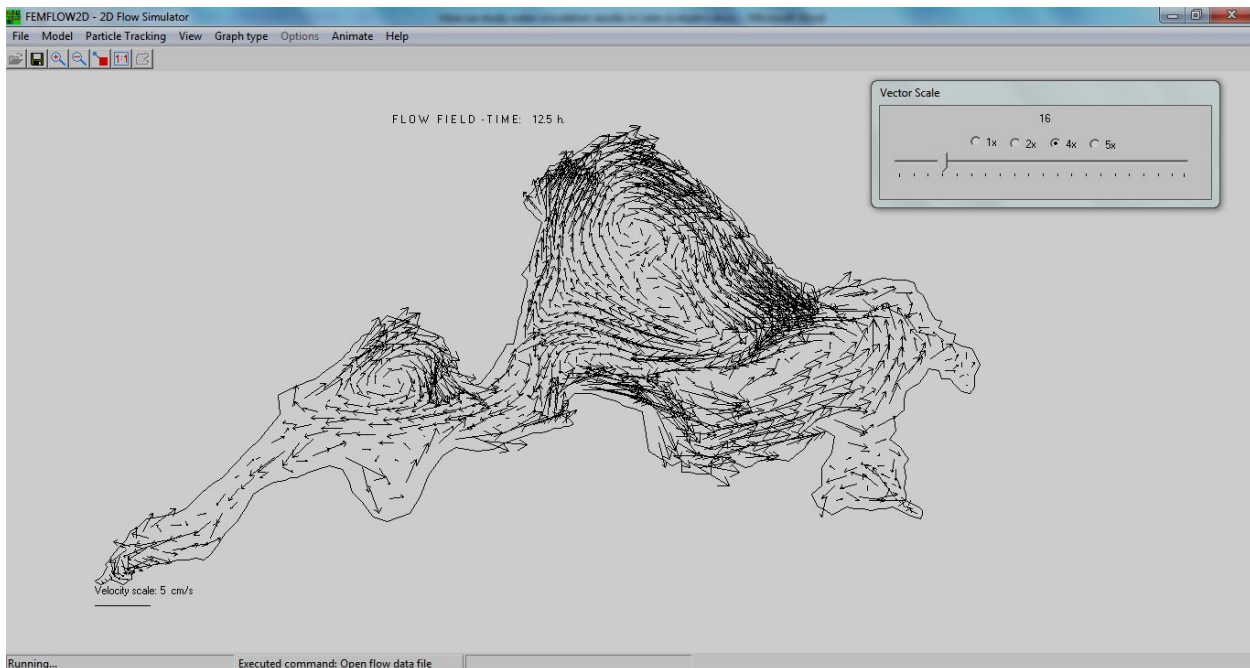 FEMFLOW2D - 2D Flow Simulator
File Model Particle Tracking View Graph type Options Animate Help
1:1
Vector Scale
16
1x 2x 4x 5x
FLOW FIELD -TIME: 12.5 h.
Velocity scale: 5 cm/s
Running... Executed command: Open flow data file